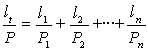 l_t/P = l_1/P_1 + l_2/P_2 + ··· + l_n/P_n